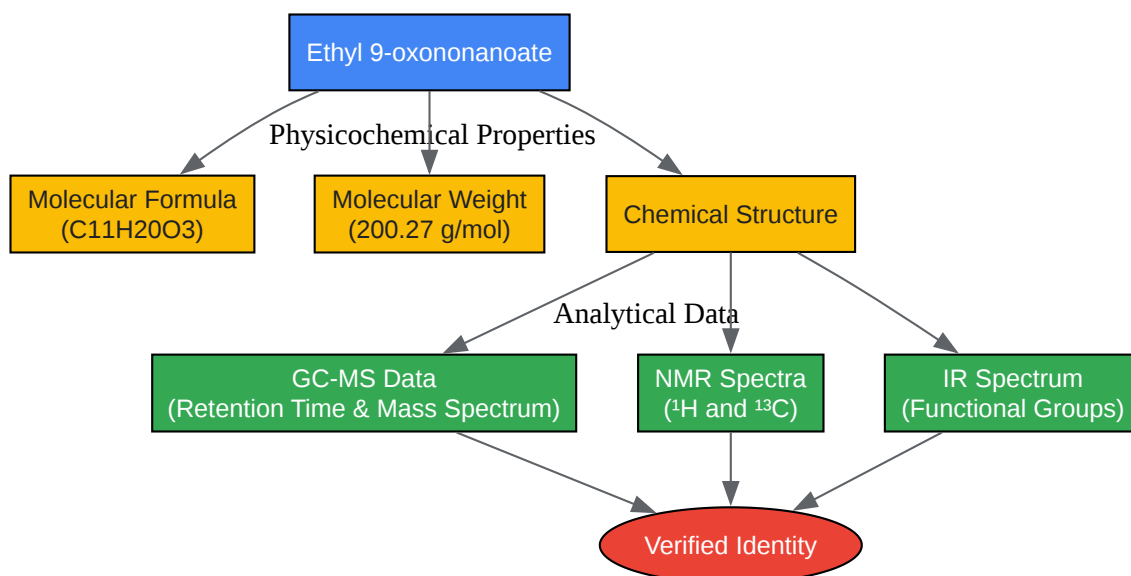 Ethyl 9-oxononanoate
Physicochemical Properties
Molecular Formula
(C11H20O3)
Molecular Weight
(200.27 g/mol)
Chemical Structure
Analytical Data
GC-MS Data
(Retention Time & Mass Spectrum)
NMR Spectra
(¹H and ¹³C)
IR Spectrum
(Functional Groups)
Verified Identity